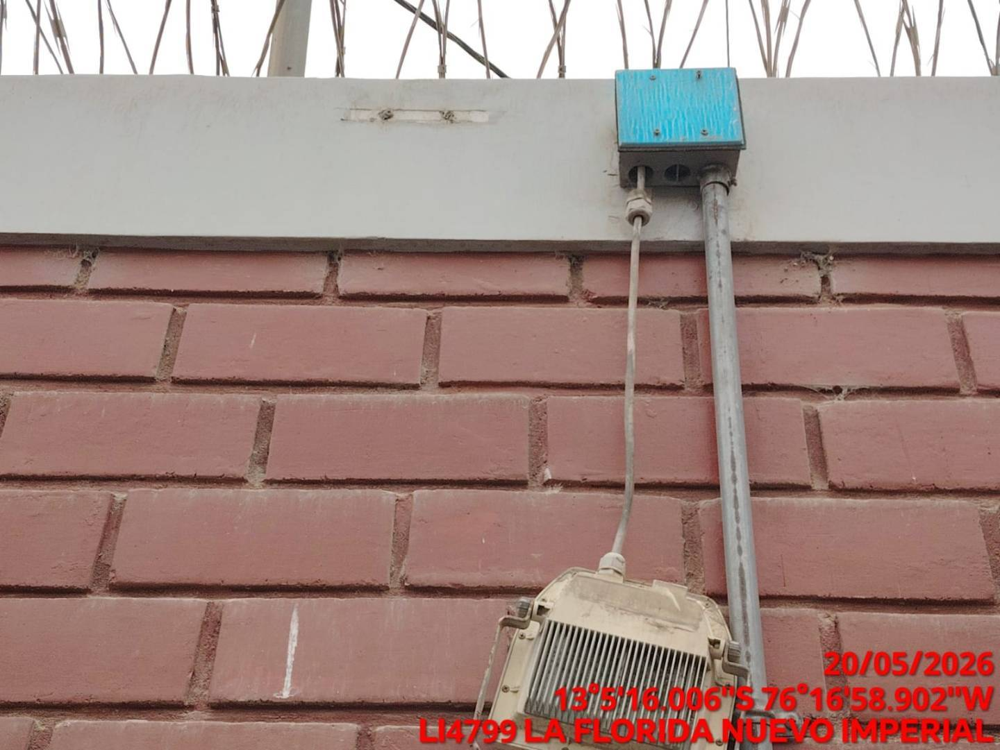 20/05/2026
13°5'16.006"S 76°16'58.902"W
LI4799 LA FLORIDA NUEVO IMPERIAL